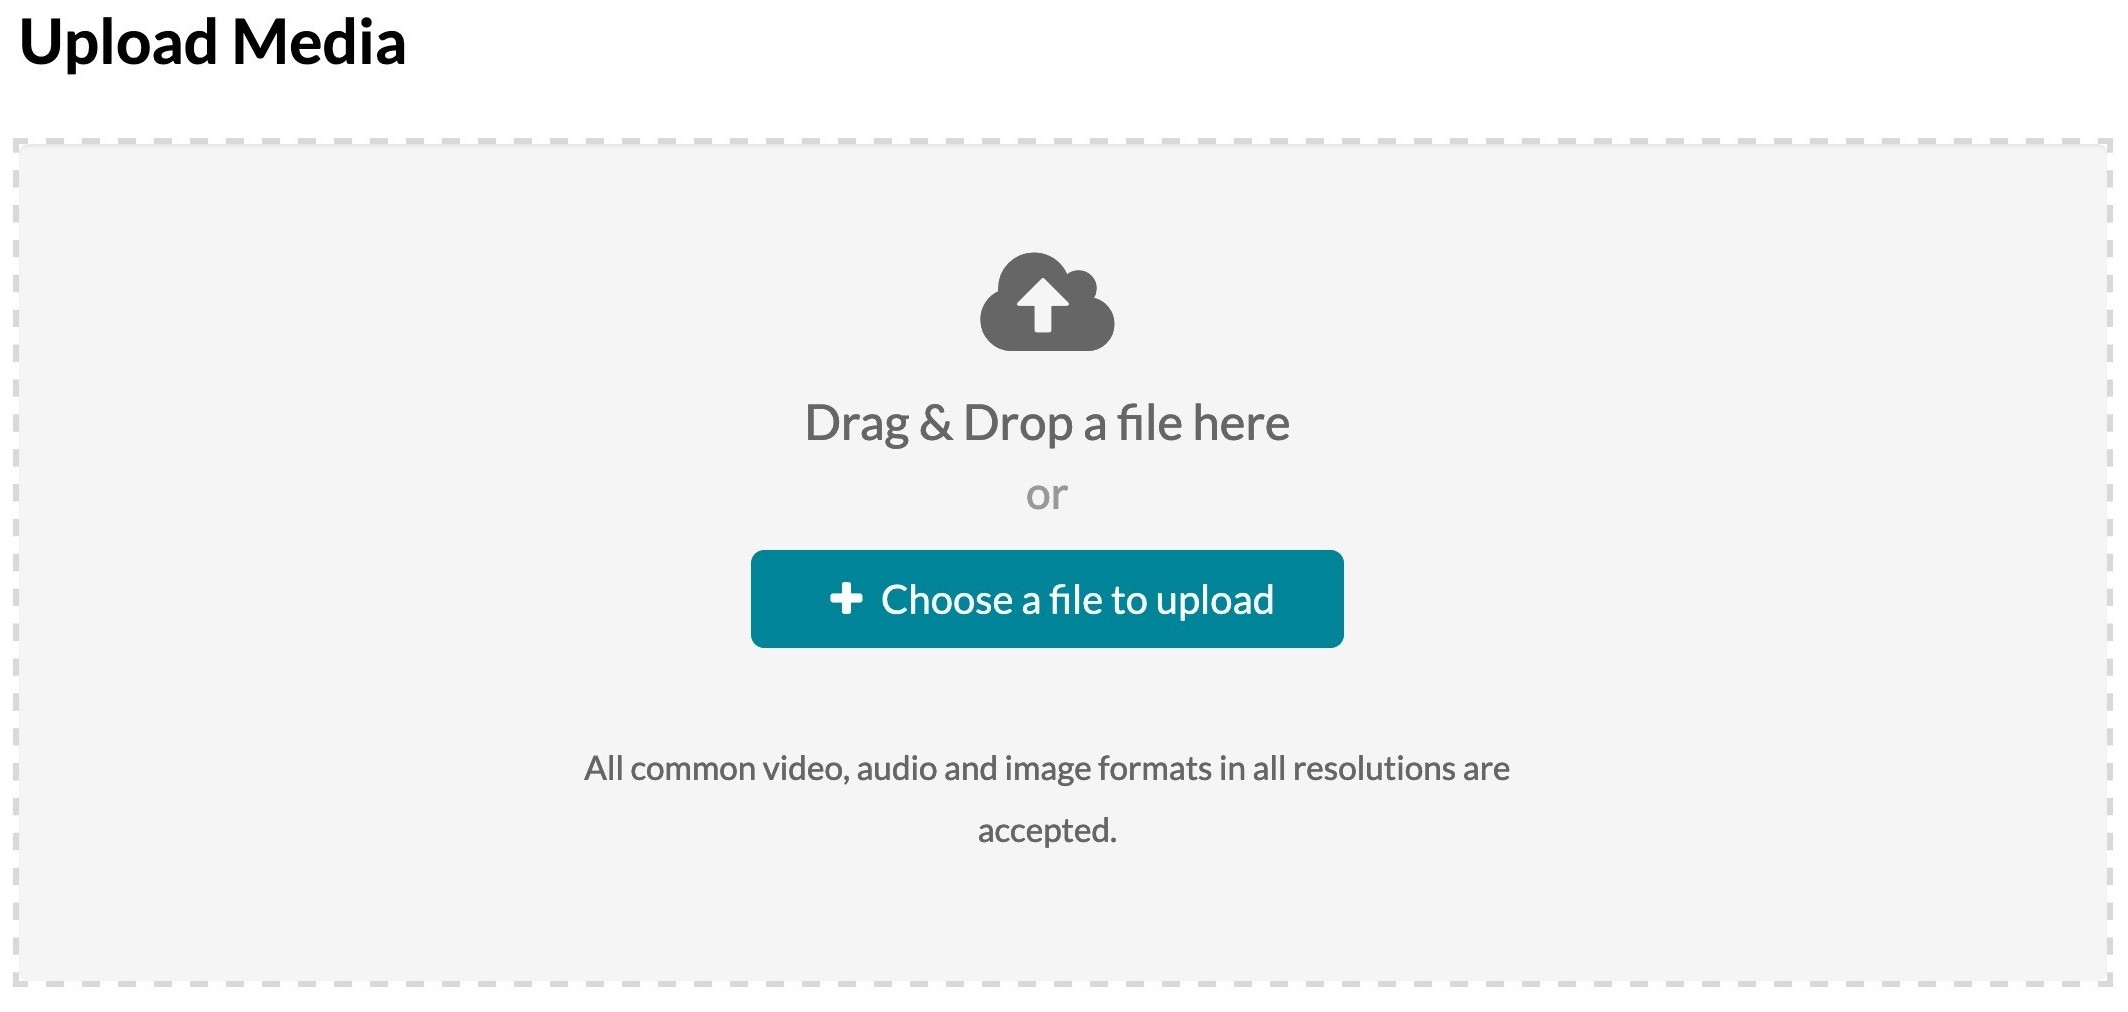 Upload Media
Drag & Drop a file here
or
Choose a file to upload
All common video, audio and image formats in all resolutions are
accepted.